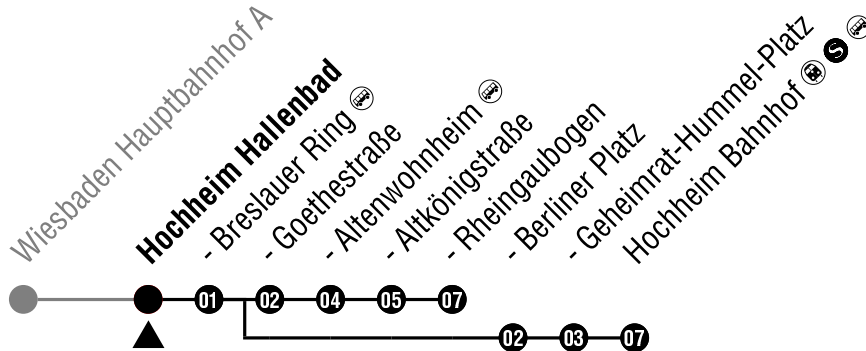 Wiesbaden Hauptbahnhof A
Hochheim Hallenbad
- Breslauer Ring
- Goethestraße
- Altenwohnheim
- Altkönigstraße
- Rheingaubogen
- Berliner Platz
- Geheimrat-Hummel-Platz
Hochheim Bahnhof S
01 02 04 05 07
02 03 07